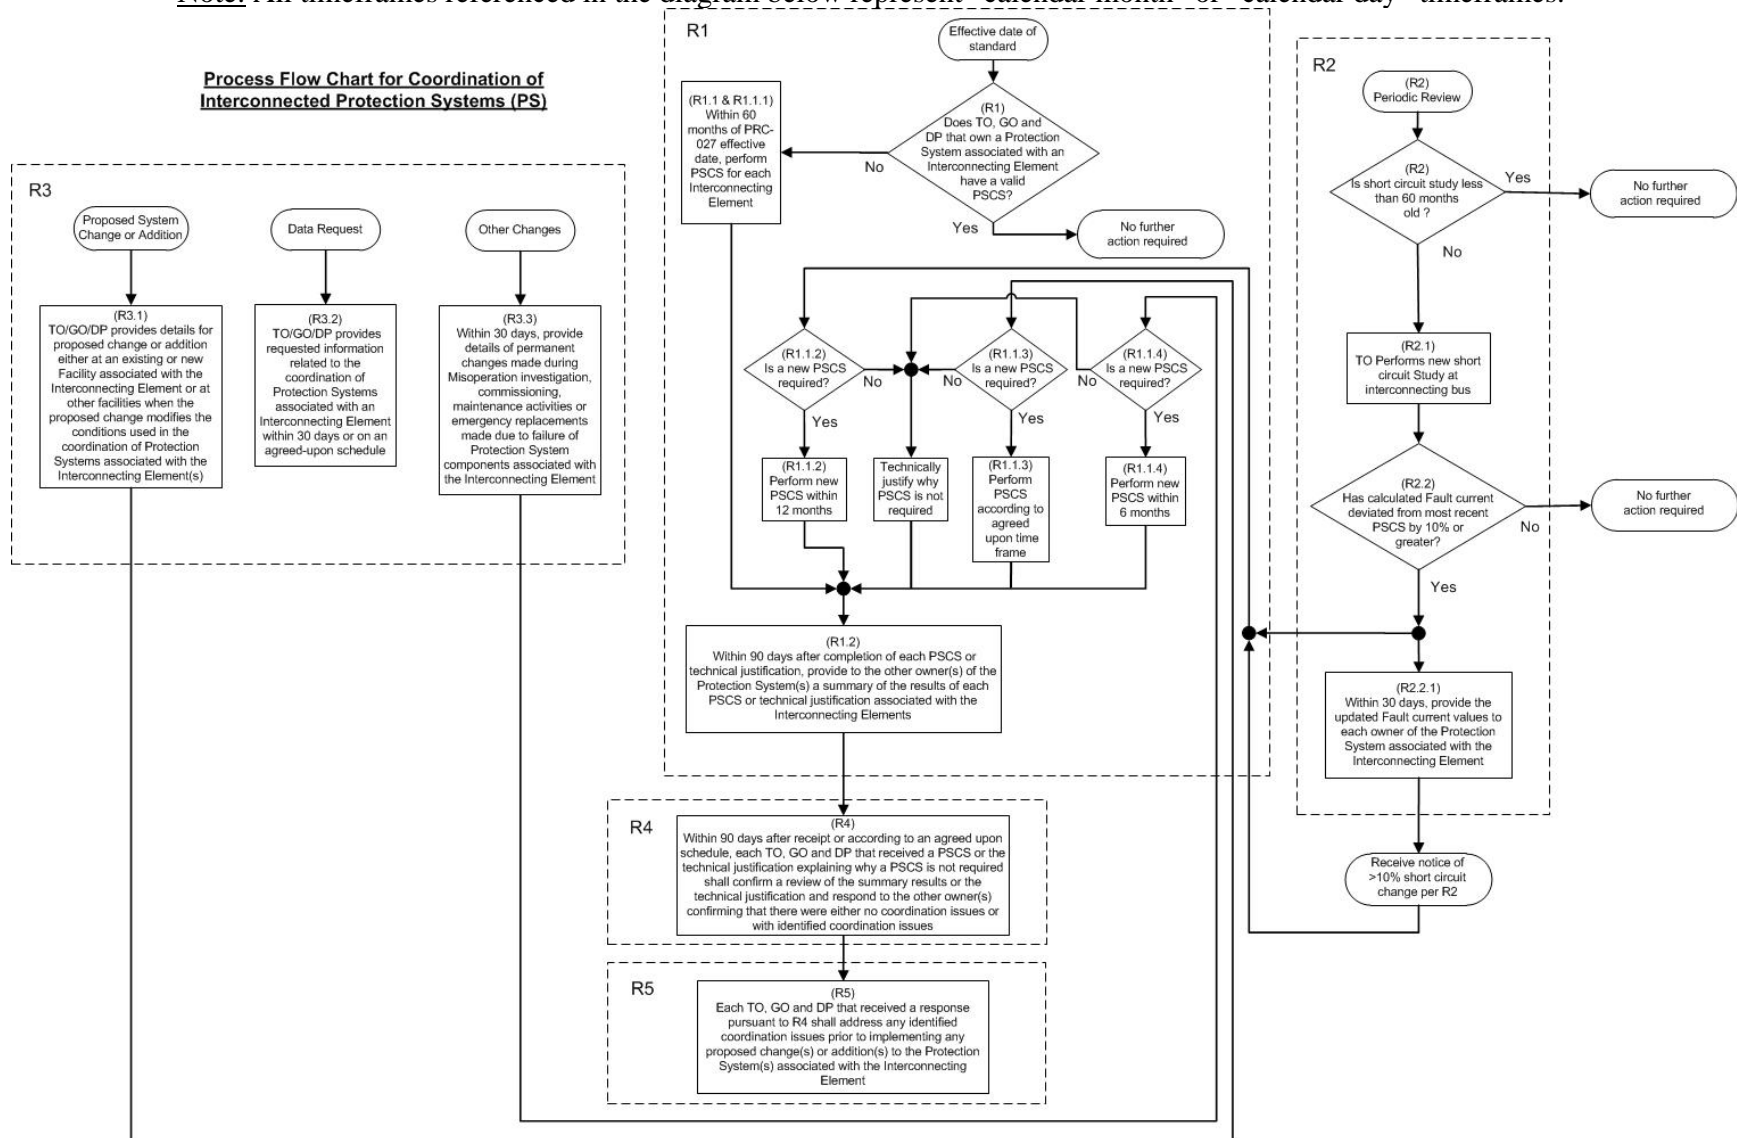 Note: All timeframes referenced in the diagram below represent "calendar month" or "calendar day" timeframes.
Process Flow Chart for Coordination of
Interconnected Protection Systems (PS)
R3
Proposed System
Change or Addition
Data Request
Other Changes
(R3.1)
TO/GO/DP provides details for
proposed change or addition
either at an existing or new
Facility associated with the
Interconnecting Element or at
other facilities when the
proposed change modifies the
conditions used in the
coordination of Protection
Systems associated with the
Interconnecting Element(s)
(R3.2)
TO/GO/DP provides
requested information
related to the
coordination of
Protection Systems
associated with an
Interconnecting Element
within 30 days or on an
agreed-upon schedule
(R3.3)
Within 30 days, provide
details of permanent
changes made during
Misoperation investigation,
commissioning,
maintenance activities or
emergency replacements
made due to failure of
Protection System
components associated with
the Interconnecting Element
R1
Effective date of
standard
(R1.1 & R1.1.1)
Within 60
months of PRC-
027 effective
date, perform
PSCS for each
Interconnecting
Element
(R1)
Does TO, GO and
DP that own a Protection
System associated with an
Interconnecting Element
have a valid
PSCS?
No
Yes
No further
action required
(R1.1.2)
Is a new PSCS
required?
No
Yes
(R1.1.3)
Is a new PSCS
required?
No
Yes
(R1.1.4)
Is a new PSCS
required?
No
Yes
(R1.1.2)
Perform new
PSCS within
12 months
Technically
justify why
PSCS is not
required
(R1.1.3)
Perform
PSCS
according to
agreed
upon time
frame
(R1.1.4)
Perform new
PSCS within
6 months
(R1.2)
Within 90 days after completion of each PSCS or
technical justification, provide to the other owner(s) of the
Protection System(s) a summary of the results of each
PSCS or technical justification associated with the
Interconnecting Elements
R4
(R4)
Within 90 days after receipt or according to an agreed upon
schedule, each TO, GO and DP that received a PSCS or the
technical justification explaining why a PSCS is not required
shall confirm a review of the summary results or the
technical justification and respond to the other owner(s)
confirming that there were either no coordination issues or
with identified coordination issues
R5
(R5)
Each TO, GO and DP that received a response
pursuant to R4 shall address any identified
coordination issues prior to implementing any
proposed change(s) or addition(s) to the Protection
System(s) associated with the Interconnecting
Element
R2
(R2)
Periodic Review
(R2)
Is short circuit study less
than 60 months
old ?
Yes
No further
action required
No
(R2.1)
TO Performs new short
circuit Study at
interconnecting bus
(R2.2)
Has calculated Fault current
deviated from most recent
PSCS by 10% or
greater?
No
No further
action required
Yes
(R2.2.1)
Within 30 days, provide the
updated Fault current values to
each owner of the Protection
System associated with the
Interconnecting Element
Receive notice of
>10% short circuit
change per R2